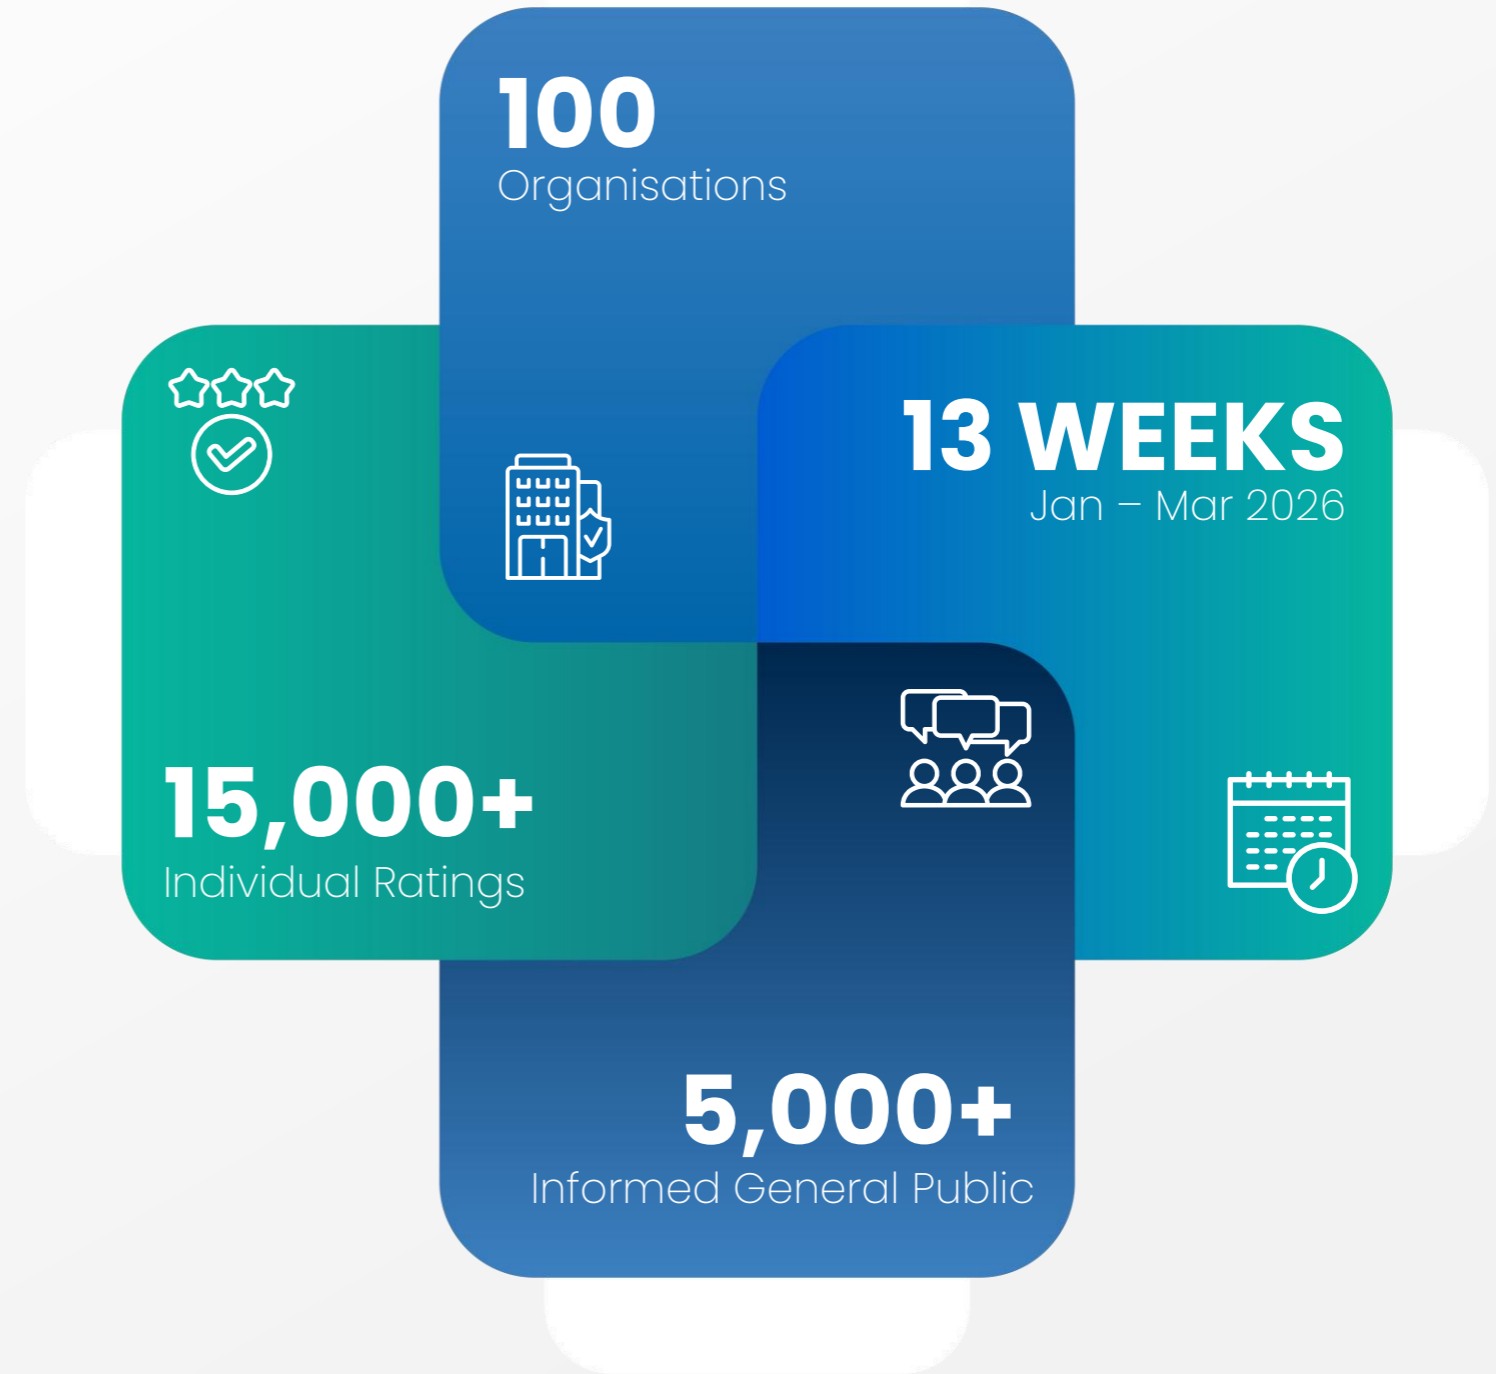 100
Organisations
13 WEEKS
Jan – Mar 2026
15,000+
Individual Ratings
5,000+
Informed General Public